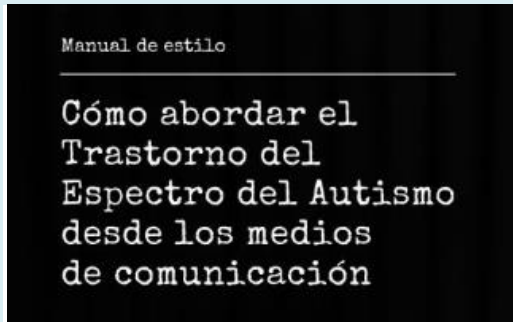 Manual de estilo
Cómo abordar el
Trastorno del
Espectro del Autismo
desde los medios
de comunicación